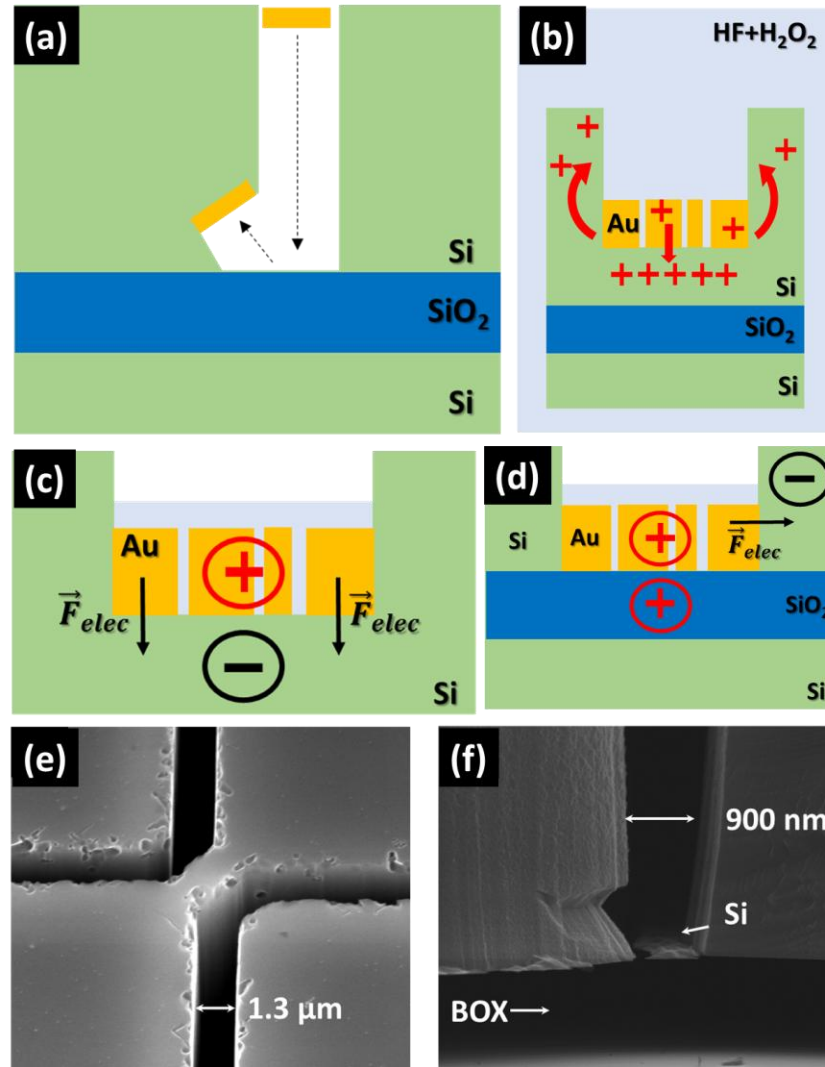 (a)
Si
SiO₂
Si
(b)
HF+H₂O₂
+
+
+
Au
+
+
+++++
Si
SiO₂
Si
(c)
Au
+
F⃗elec
F⃗elec
−
Si
(d)
−
Si
Au
+
F⃗elec
+
SiO₂
Si
(e)
1.3 µm
(f)
900 nm
Si
BOX